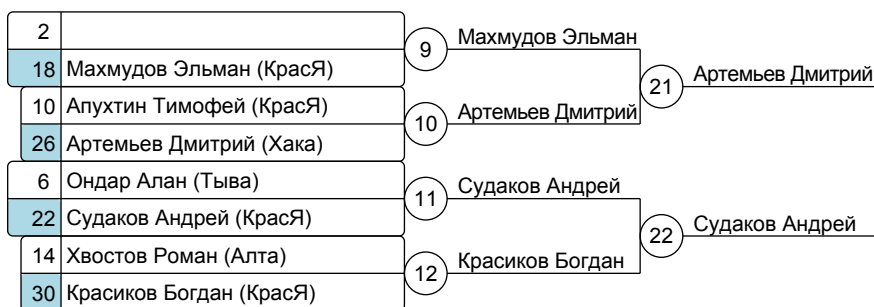 2
18 Махмудов Эльман (КрасЯ)
10 Апухтин Тимофей (КрасЯ)
26 Артемьев Дмитрий (Хака)
6 Ондар Алан (Тыва)
22 Судаков Андрей (КрасЯ)
14 Хвостов Роман (Алта)
30 Красиков Богдан (КрасЯ)
9 Махмудов Эльман
10 Артемьев Дмитрий
11 Судаков Андрей
12 Красиков Богдан
21 Артемьев Дмитрий
22 Судаков Андрей